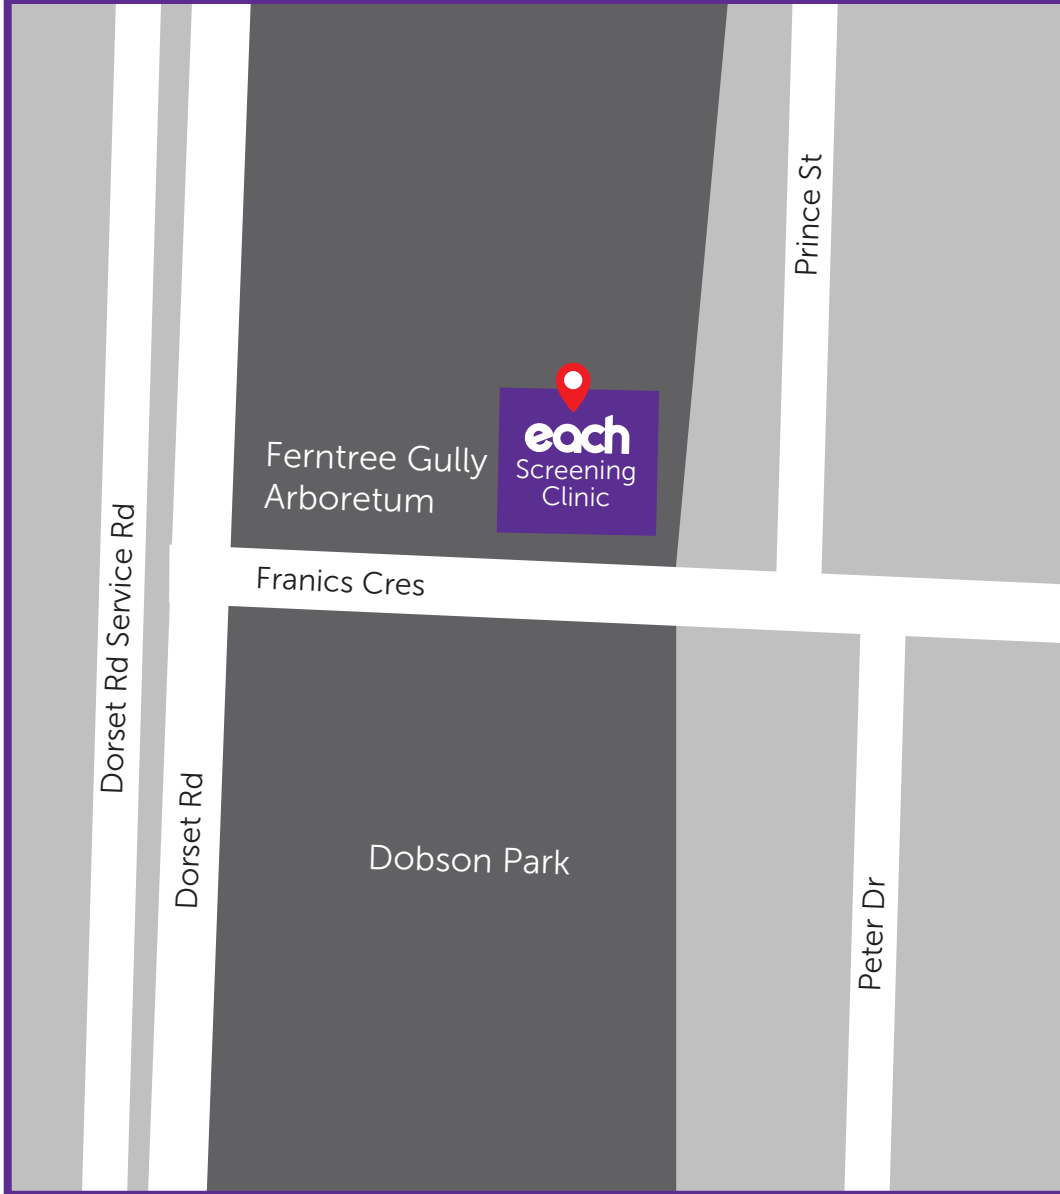 Prince St
Ferntree Gully
Arboretum
each
Screening
Clinic
Franics Cres
Dorset Rd Service Rd
Dorset Rd
Dobson Park
Peter Dr